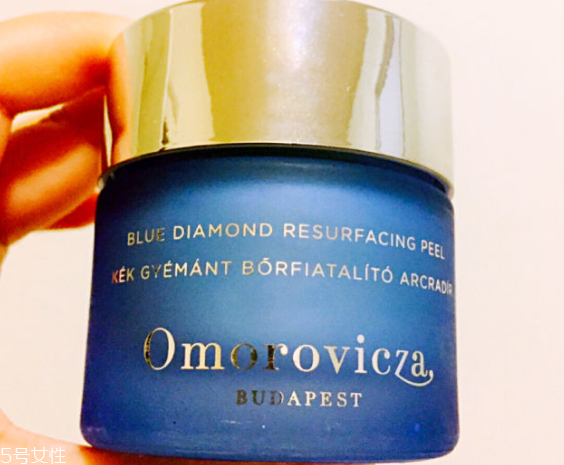 BLUE DIAMOND RESURFACING PEEL
KÉK GYÉMÁNT BŐRFIATALÍTÓ ARCRADÍR
Omorovicza
BUDAPEST
5号女性